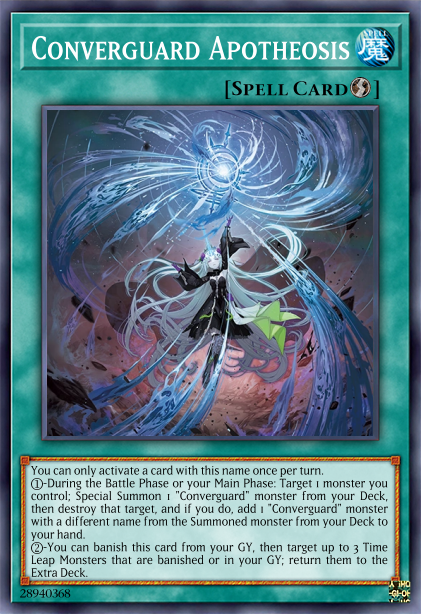 CONVERGUARD APOTHEOSIS
SPELL
魔
[SPELL CARD]
You can only activate a card with this name once per turn.
①-During the Battle Phase or your Main Phase: Target 1 monster you
control; Special Summon 1 "Converguard" monster from your Deck,
then destroy that target, and if you do, add 1 "Converguard" monster
with a different name from the Summoned monster from your Deck to
your hand.
②-You can banish this card from your GY, then target up to 3 Time
Leap Monsters that are banished or in your GY; return them to the
Extra Deck.
28940368